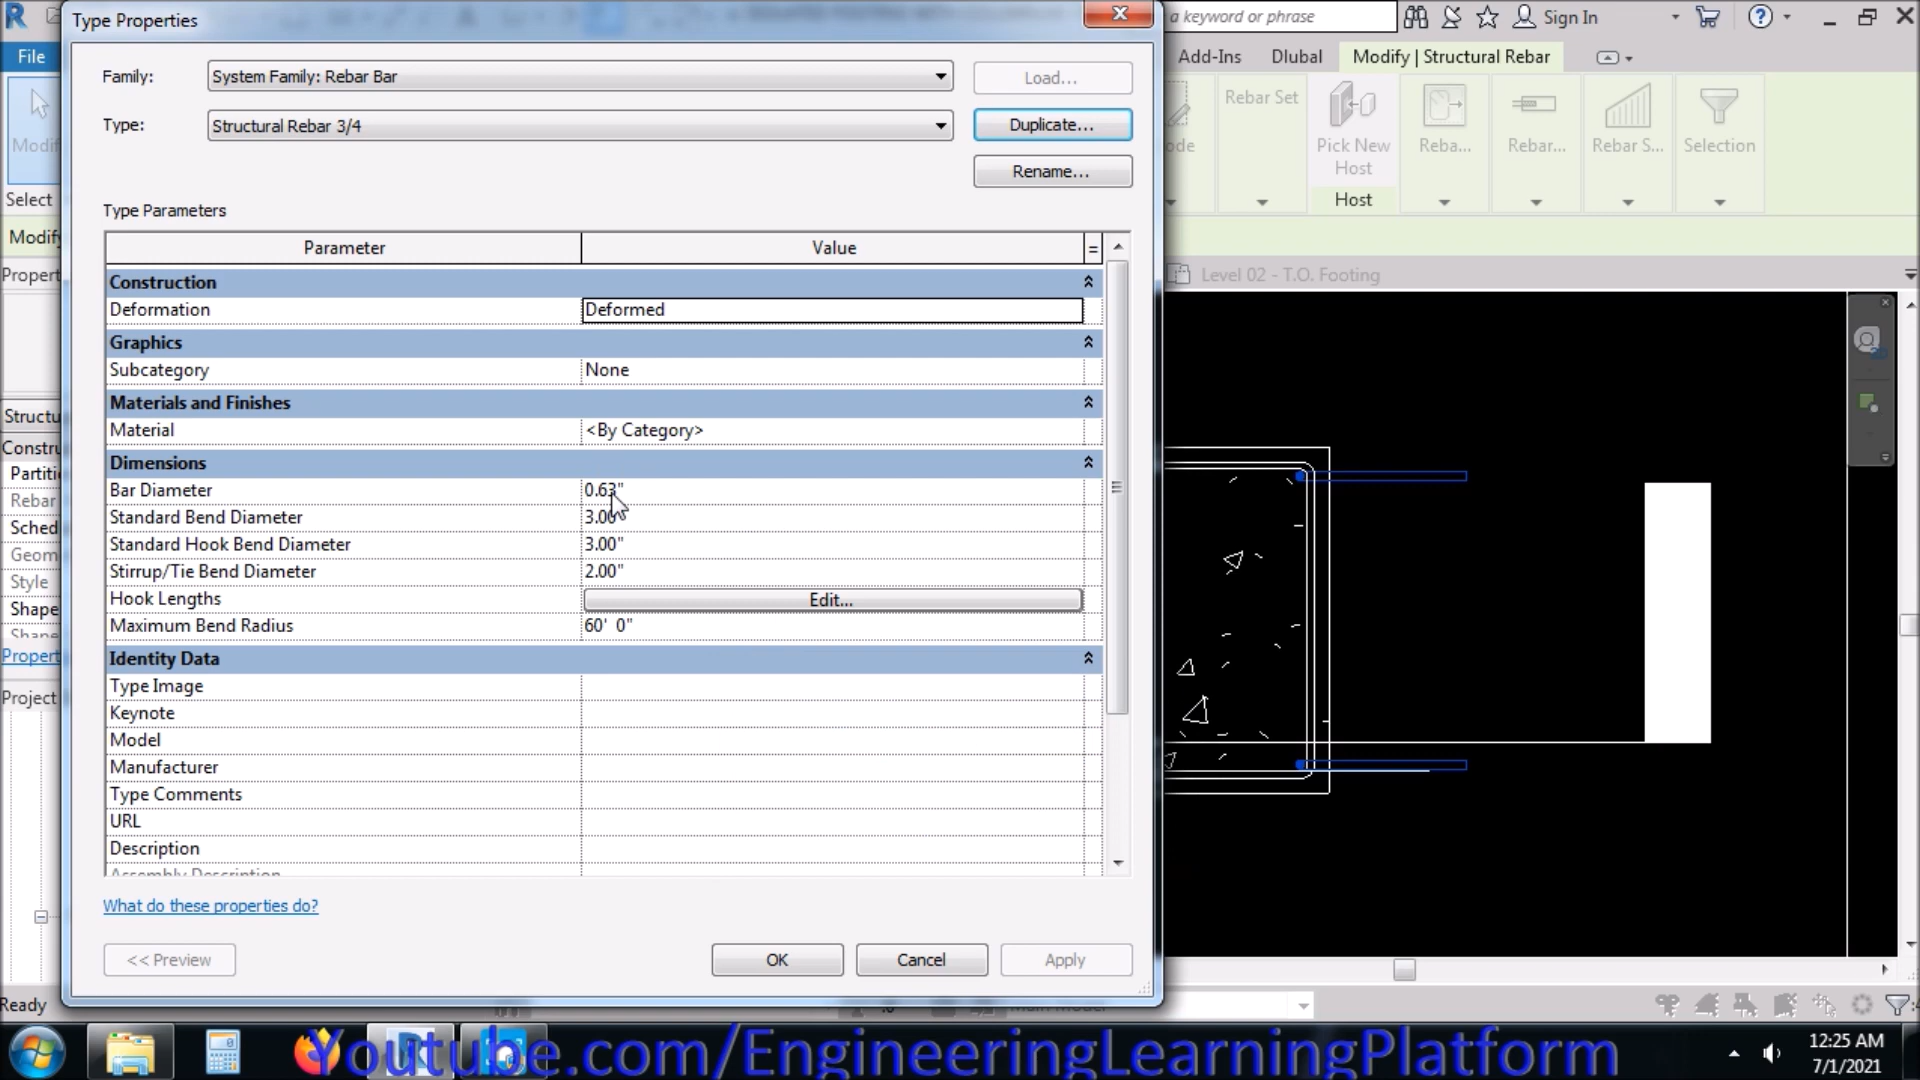 Type Properties
a keyword or phrase
Sign In
File
Family:
System Family: Rebar Bar
Load...
Add-Ins
Dlubal
Modify | Structural Rebar
Type:
Structural Rebar 3/4
Duplicate...
Rebar Set
Rename...
Pick New
Host
Reba...
Rebar...
Rebar S...
Selection
Select
Host
Type Parameters
Parameter
Value
=
Level 02 - T.O. Footing
Construction
Deformation
Deformed
Graphics
Subcategory
None
Materials and Finishes
Material
<By Category>
Dimensions
Bar Diameter
0.63"
Standard Bend Diameter
3.00"
Standard Hook Bend Diameter
3.00"
Stirrup/Tie Bend Diameter
2.00"
Hook Lengths
Edit...
Maximum Bend Radius
60'  0"
Identity Data
Type Image
Keynote
Model
Manufacturer
Type Comments
URL
Description
Assembly Description
What do these properties do?
<< Preview
OK
Cancel
Apply
Ready
Youtube.com/EngineeringLearningPlatform
12:25 AM
7/1/2021